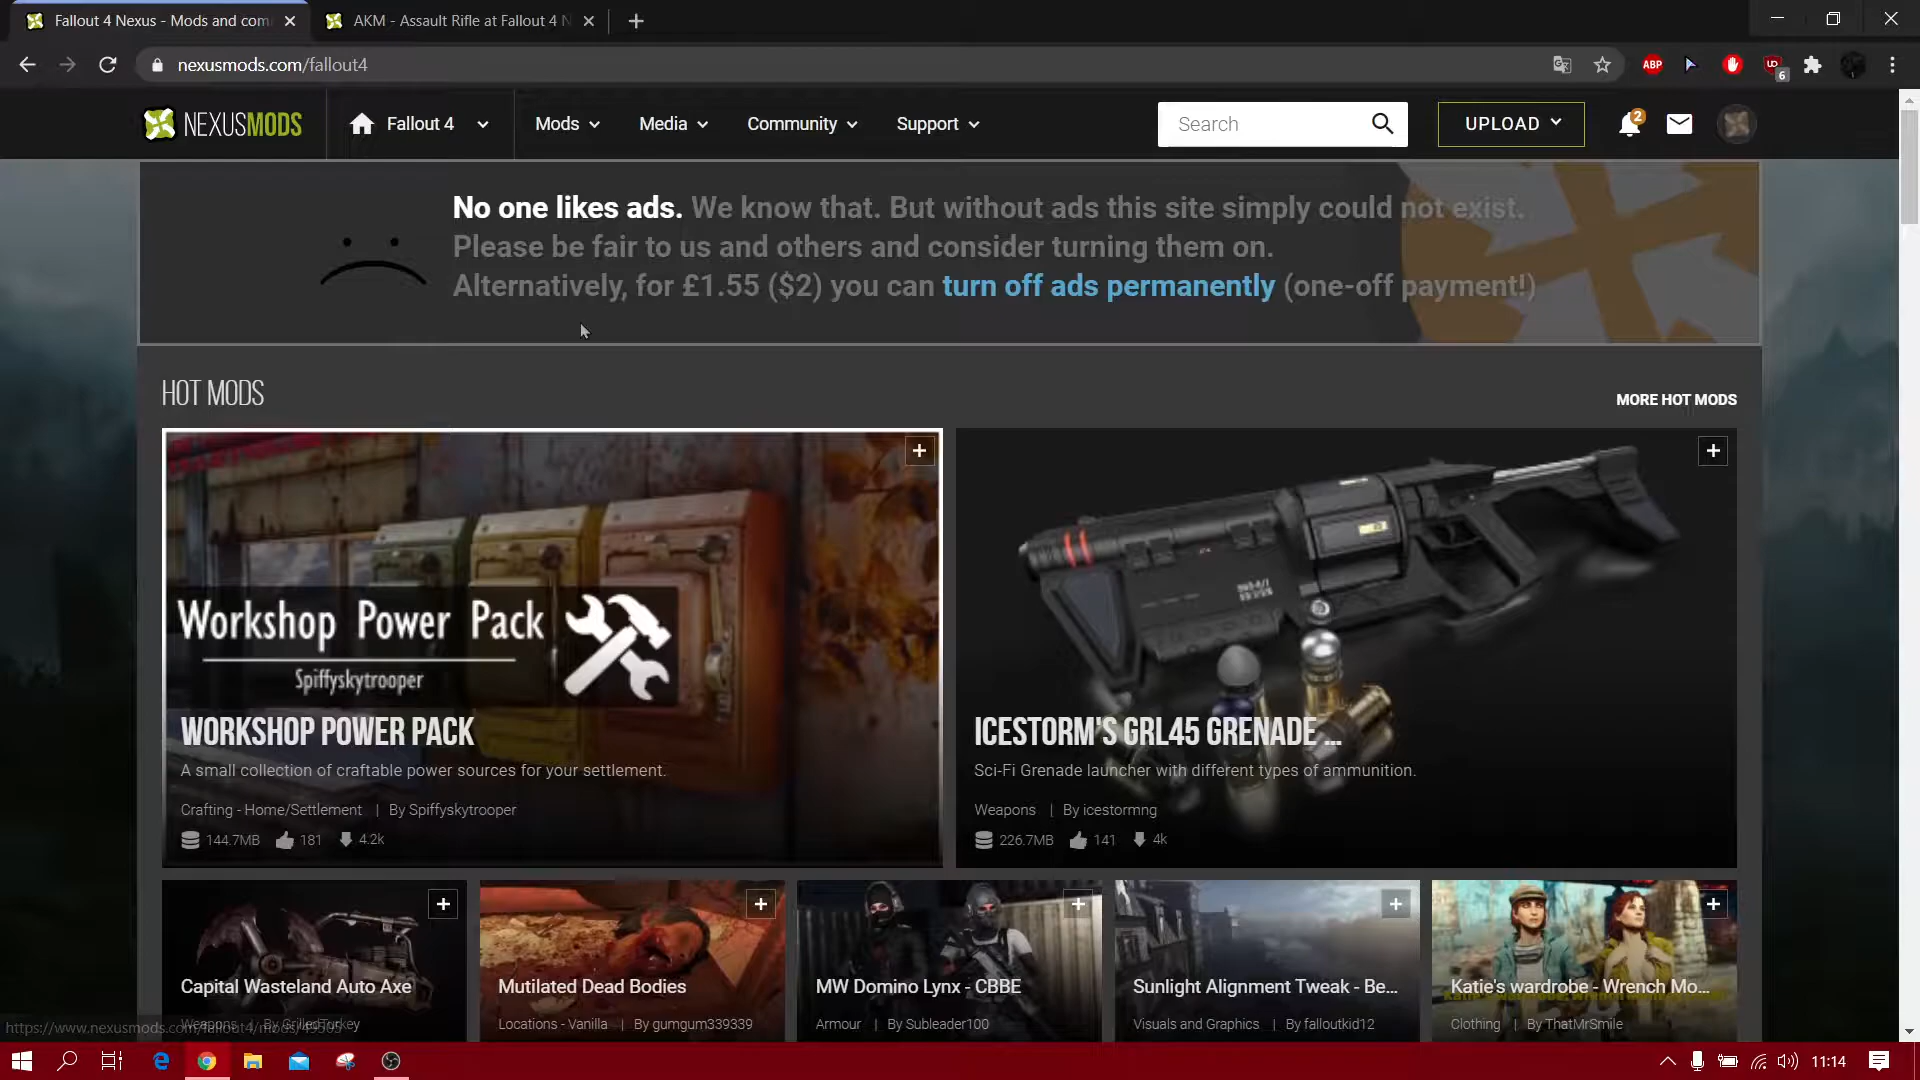 Fallout 4 Nexus - Mods and com
AKM - Assault Rifle at Fallout 4 N
nexusmods.com/fallout4
ABP
6
NEXUSMODS
Fallout 4
Mods
Media
Community
Support
Search
UPLOAD
2
No one likes ads. We know that. But without ads this site simply could not exist.
Please be fair to us and others and consider turning them on.
Alternatively, for £1.55 ($2) you can turn off ads permanently (one-off payment!)
HOT MODS
MORE HOT MODS
Workshop Power Pack
Spiffyskytrooper
WORKSHOP POWER PACK
A small collection of craftable power sources for your settlement.
Crafting - Home/Settlement | By Spiffyskytrooper
144.7MB 181 4.2k
ICESTORM'S GRL45 GRENADE ...
Sci-Fi Grenade launcher with different types of ammunition.
Weapons | By icestormng
226.7MB 141 4k
Capital Wasteland Auto Axe
Weapons | By GrilledTurkey
Mutilated Dead Bodies
Locations - Vanilla | By gumgum339339
MW Domino Lynx - CBBE
Armour | By Subleader100
Sunlight Alignment Tweak - Be...
Visuals and Graphics | By falloutkid12
Katie's wardrobe - Wrench Mo...
Clothing | By ThatMrSmile
11:14